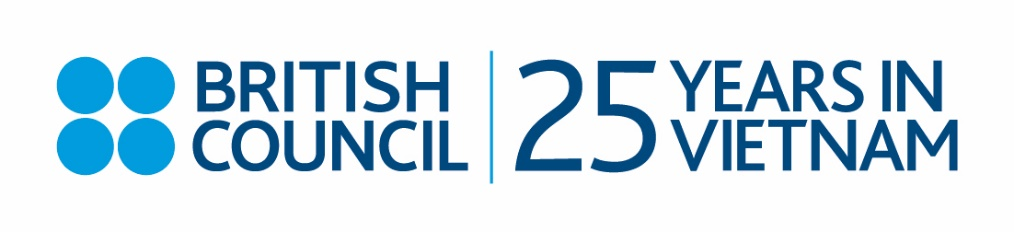 BRITISH
COUNCIL
25 YEARS IN
VIETNAM